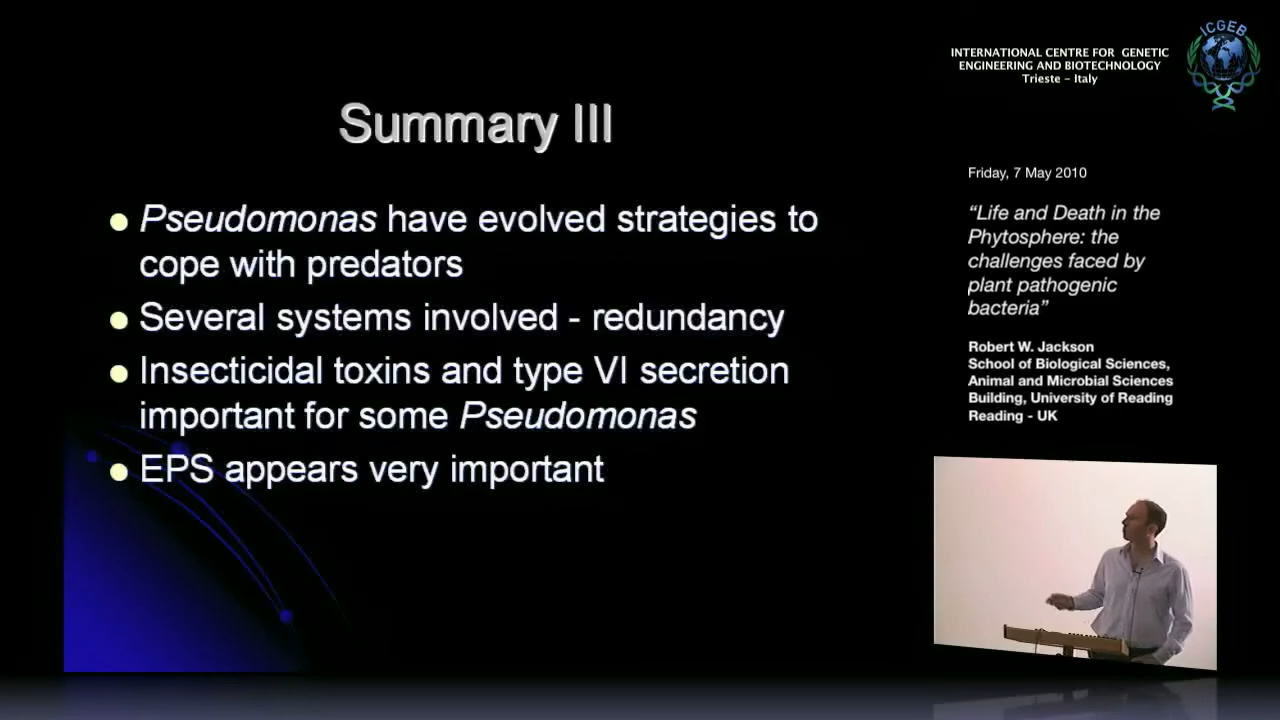 Summary III
Pseudomonas have evolved strategies to
cope with predators
Several systems involved - redundancy
Insecticidal toxins and type VI secretion
important for some Pseudomonas
EPS appears very important
ICGEB
INTERNATIONAL CENTRE FOR GENETIC
ENGINEERING AND BIOTECHNOLOGY
Trieste - Italy
Friday, 7 May 2010
“Life and Death in the
Phytosphere: the
challenges faced by
plant pathogenic
bacteria”
Robert W. Jackson
School of Biological Sciences,
Animal and Microbial Sciences
Building, University of Reading
Reading - UK